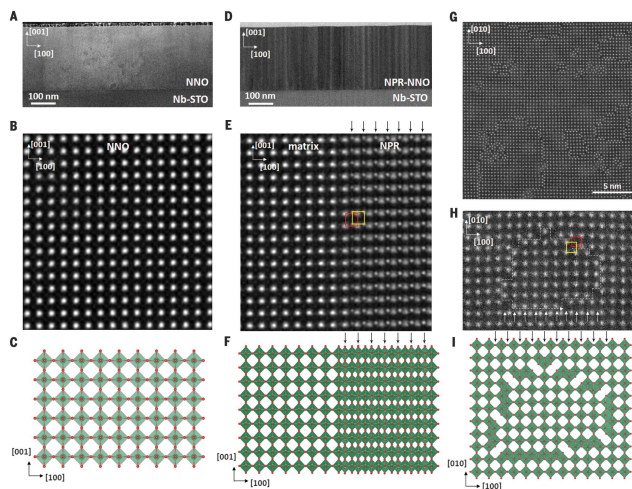 A
[001]
[100]
NNO
100 nm
Nb-STO
B
[001]
[100]
NNO
C
[001]
[100]
D
[001]
[100]
NPR-NNO
100 nm
Nb-STO
E
[001]
[100]
matrix
NPR
F
[001]
[100]
G
[010]
[100]
5 nm
H
[010]
[100]
I
[010]
[100]